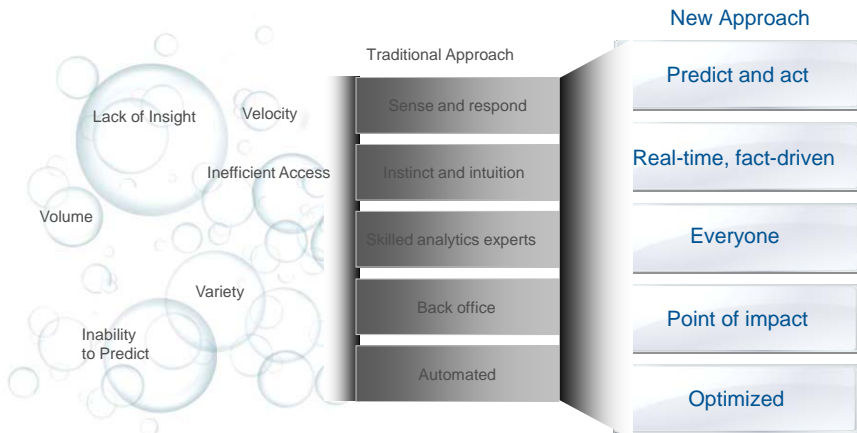 Lack of Insight
Velocity
Inefficient Access
Volume
Variety
Inability
to Predict
Traditional Approach
Sense and respond
Instinct and intuition
Skilled analytics experts
Back office
Automated
New Approach
Predict and act
Real-time, fact-driven
Everyone
Point of impact
Optimized